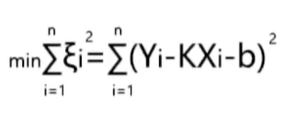 min∑ξi²=∑(Yi-KXi-b)²
n n
i=1 i=1